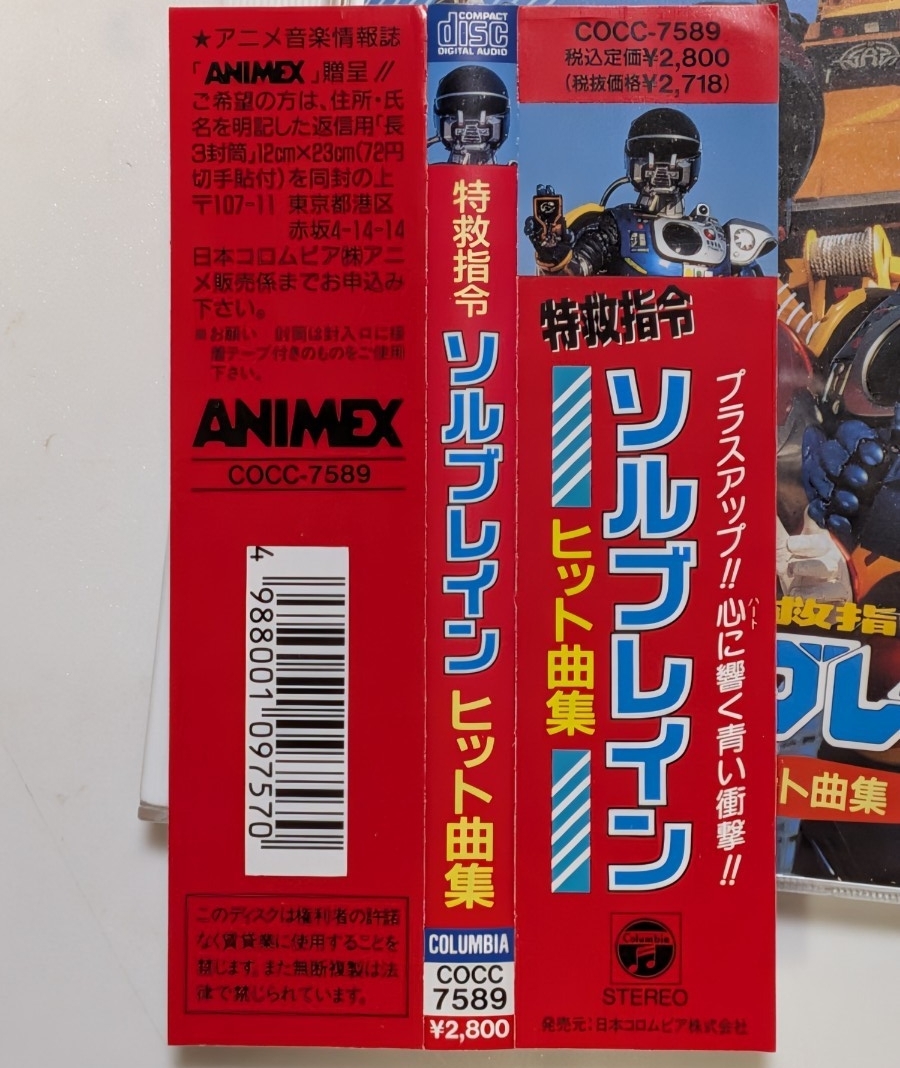 ★アニメ音楽情報誌
「ANIMEX」贈呈!!
ご希望の方は、住所・氏
名を明記した返信用「長
3封筒」12cm×23cm(72円
切手貼付)を同封の上
〒107-11 東京都港区
赤坂4-14-14
日本コロムビア㈱アニ
メ販売係までお申込み
下さい。
※お願い 封筒は封入口に接
着テープ付きのものをご使用
下さい。
ANIMEX
COCC-7589
4 988001 097570
このディスクは権利者の許諾
なく賃貸業に使用することを
禁じます。また無断複製は法
律で禁じられています。
COMPACT
disc
DIGITAL AUDIO
特救指令
ソルブレイン
ヒット曲集
COLUMBIA
COCC
7589
¥2,800
COCC-7589
税込定価¥2,800
(税抜価格¥2,718)
特救指令
プラスアップ!!心に響く青い衝撃!!
ハート
ソルブレイン
ヒット曲集
Columbia
STEREO
発売元:日本コロムビア株式会社
救指
ブレ
ト曲集